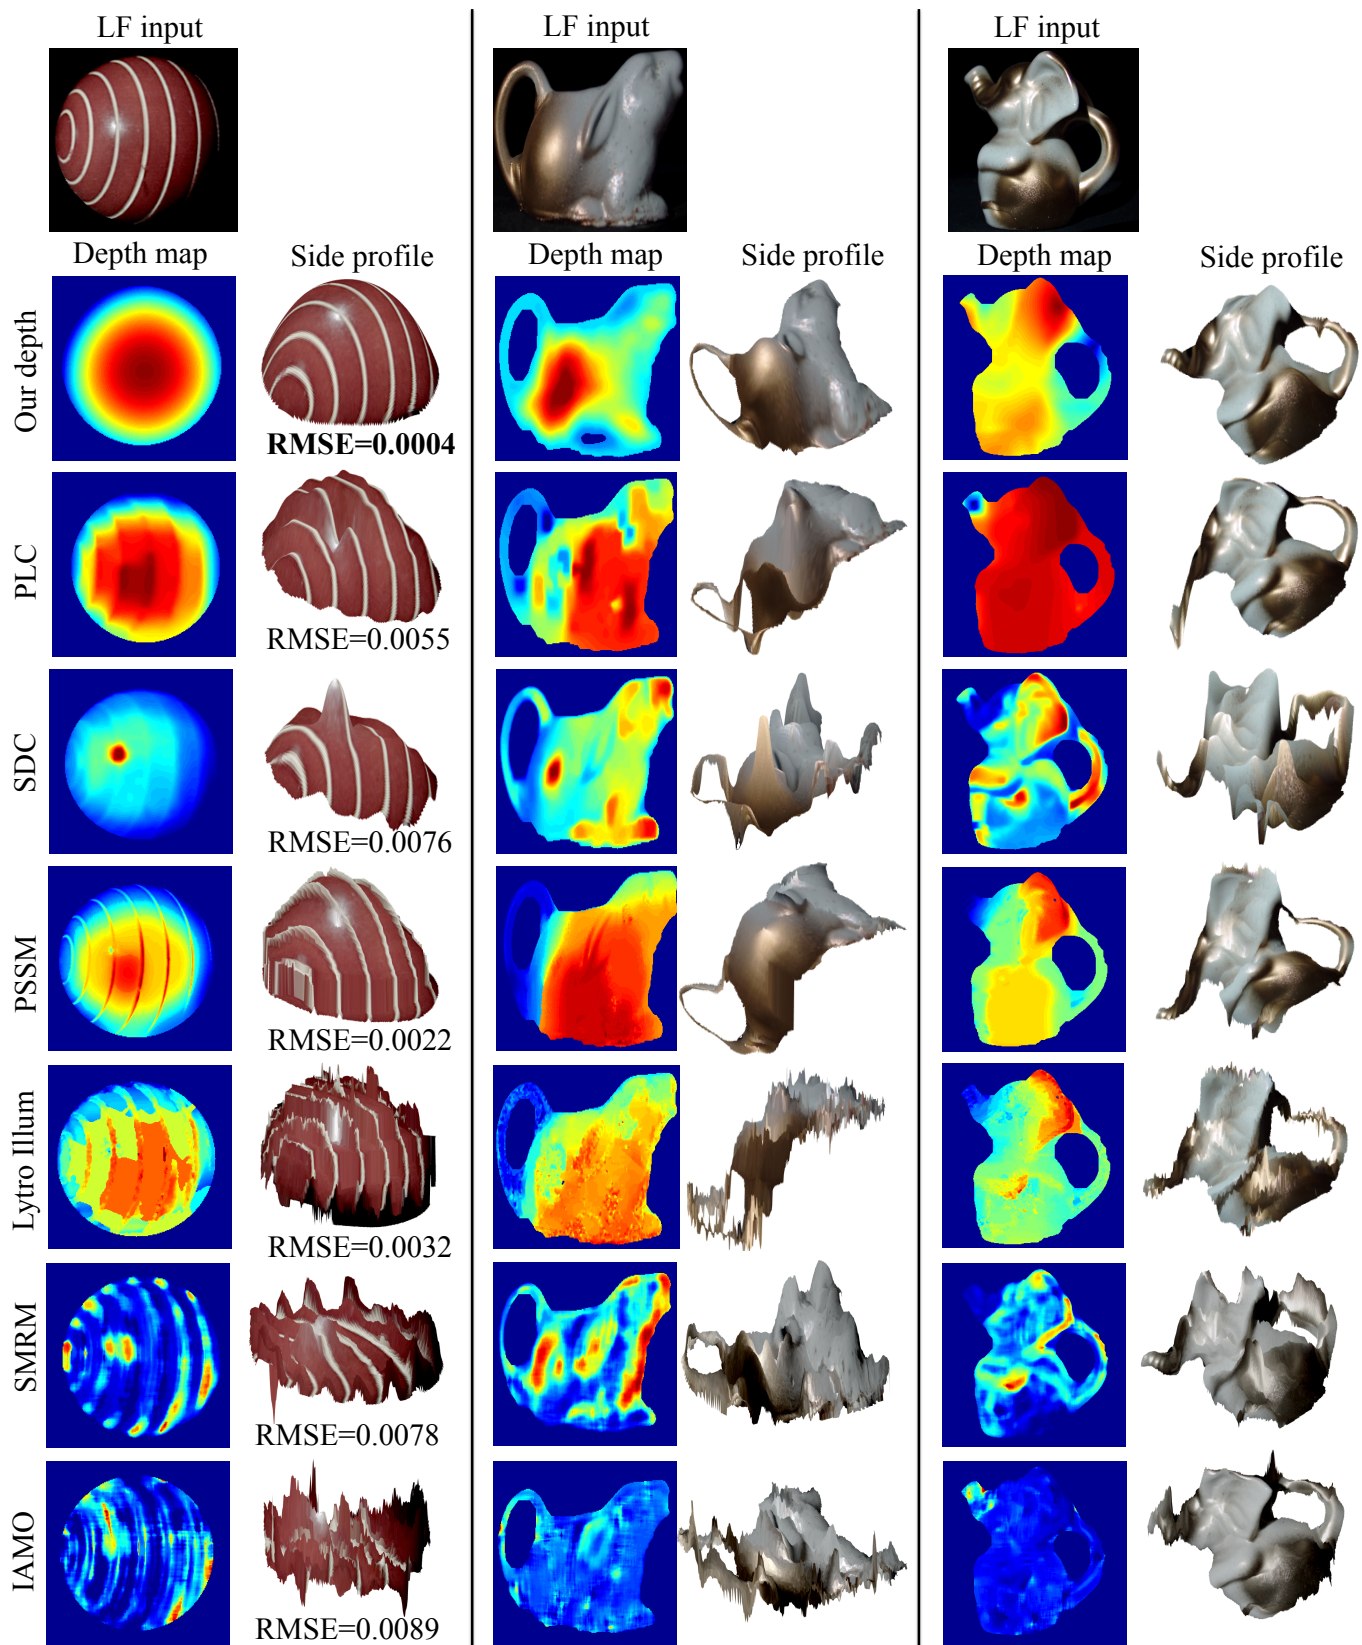 LF input
LF input
LF input
Depth map
Side profile
Depth map
Side profile
Depth map
Side profile
Our depth
RMSE=0.0004
PLC
RMSE=0.0055
SDC
RMSE=0.0076
PSSM
RMSE=0.0022
Lytro Illum
RMSE=0.0032
SMRM
RMSE=0.0078
IAMO
RMSE=0.0089